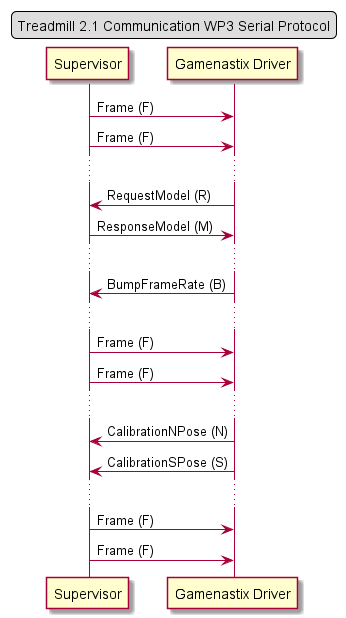 Treadmill 2.1 Communication WP3 Serial Protocol
Supervisor
Gamenastix Driver
Frame (F)
Frame (F)
RequestModel (R)
ResponseModel (M)
BumpFrameRate (B)
Frame (F)
Frame (F)
CalibrationNPose (N)
CalibrationSPose (S)
Frame (F)
Frame (F)
Supervisor
Gamenastix Driver